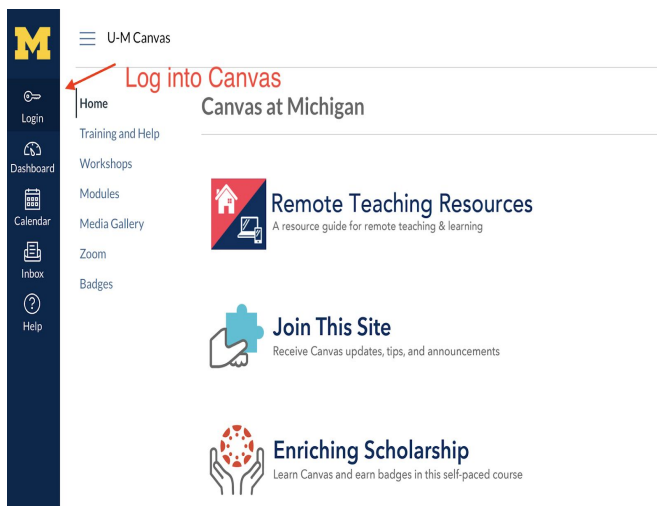 M
U-M Canvas
Log into Canvas
Login
Dashboard
Calendar
Inbox
Help
Home
Training and Help
Workshops
Modules
Media Gallery
Zoom
Badges
Canvas at Michigan
Remote Teaching Resources
A resource guide for remote teaching & learning
Join This Site
Receive Canvas updates, tips, and announcements
Enriching Scholarship
Learn Canvas and earn badges in this self-paced course